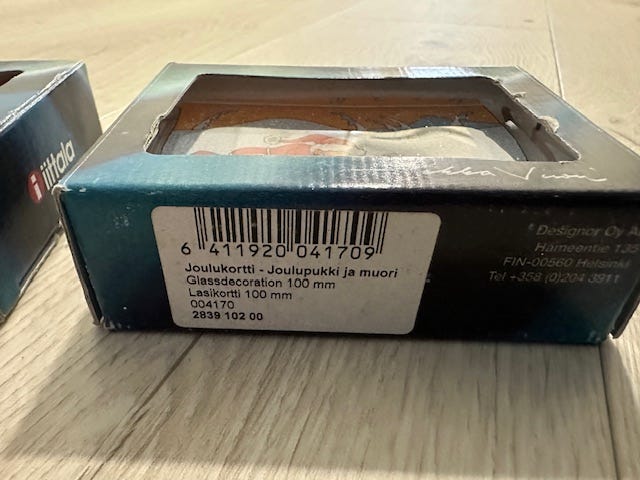 iittala
Vuori
6 411920 041709
Joulukortti - Joulupukki ja muori
Glassdecoration 100 mm
Lasikortti 100 mm
004170
2839 102 00
Designor Oy
Hämeentie 135
FIN-00560 Helsinki
Tel +358 (0)204 3911